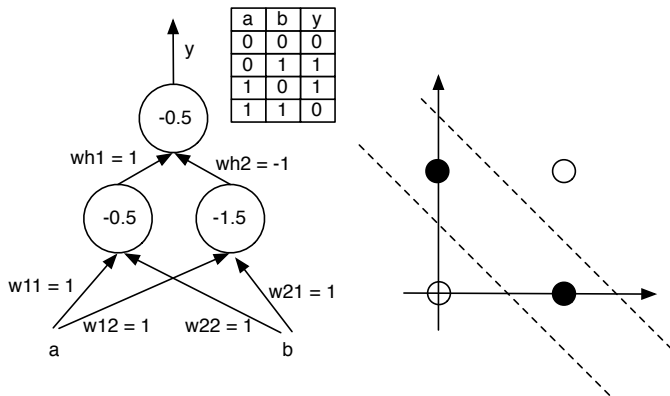 y
a b y
0 0 0
0 1 1
1 0 1
1 1 0
-0.5
wh1 = 1
wh2 = -1
-0.5
-1.5
w11 = 1
w21 = 1
w12 = 1
w22 = 1
a
b